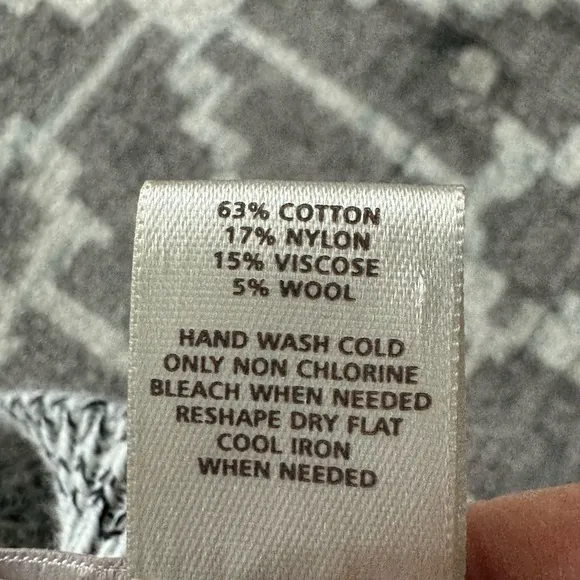 63% COTTON
17% NYLON
15% VISCOSE
5% WOOL
HAND WASH COLD
ONLY NON CHLORINE
BLEACH WHEN NEEDED
RESHAPE DRY FLAT
COOL IRON
WHEN NEEDED